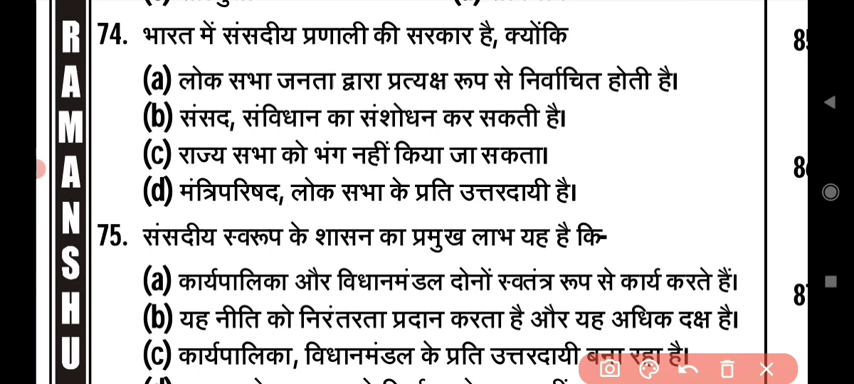 RAMANSHU
74. भारत में संसदीय प्रणाली की सरकार है, क्योंकि
(a) लोक सभा जनता द्वारा प्रत्यक्ष रूप से निर्वाचित होती है।
(b) संसद, संविधान का संशोधन कर सकती है।
(c) राज्य सभा को भंग नहीं किया जा सकता।
(d) मंत्रिपरिषद, लोक सभा के प्रति उत्तरदायी है।
75. संसदीय स्वरूप के शासन का प्रमुख लाभ यह है कि-
(a) कार्यपालिका और विधानमंडल दोनों स्वतंत्र रूप से कार्य करते हैं।
(b) यह नीति को निरंतरता प्रदान करता है और यह अधिक दक्ष है।
(c) कार्यपालिका, विधानमंडल के प्रति उत्तरदायी बना रहा है।